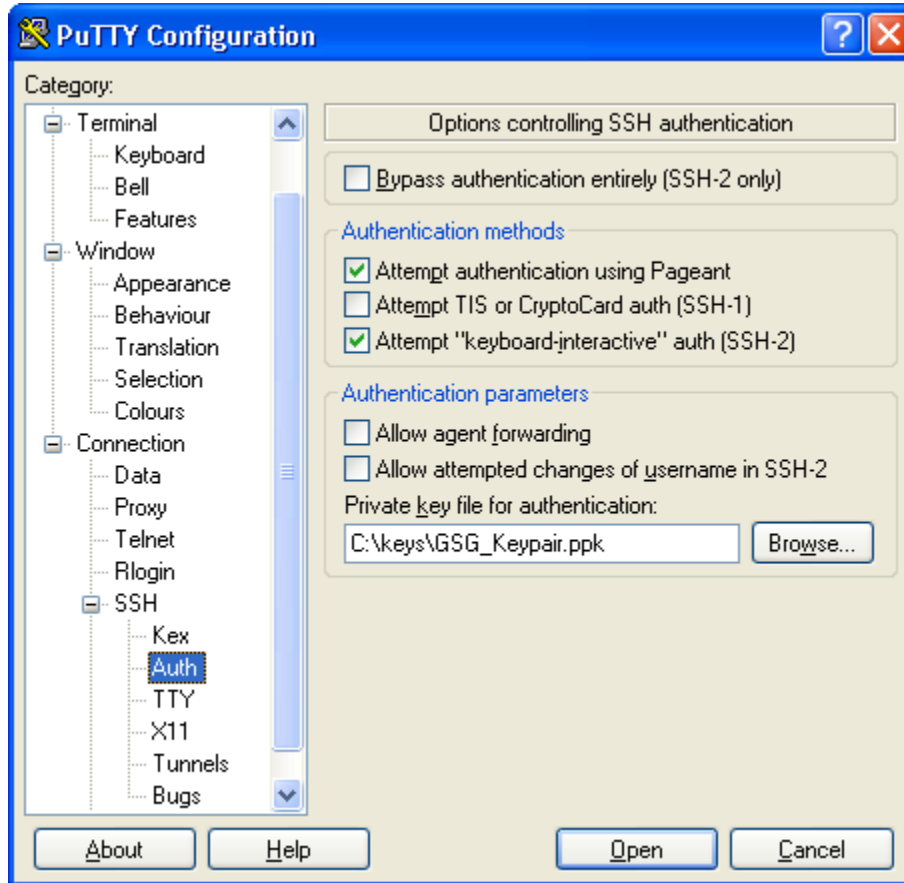 PuTTY Configuration
?
Category:
Terminal
Keyboard
Bell
Features
Window
Appearance
Behaviour
Translation
Selection
Colours
Connection
Data
Proxy
Telnet
Rlogin
SSH
Kex
Auth
TTY
X11
Tunnels
Bugs
Options controlling SSH authentication
Bypass authentication entirely (SSH-2 only)
Authentication methods
Attempt authentication using Pageant
Attempt TIS or CryptoCard auth (SSH-1)
Attempt "keyboard-interactive" auth (SSH-2)
Authentication parameters
Allow agent forwarding
Allow attempted changes of username in SSH-2
Private key file for authentication:
C:\keys\GSG_Keypair.ppk
Browse...
About
Help
Open
Cancel